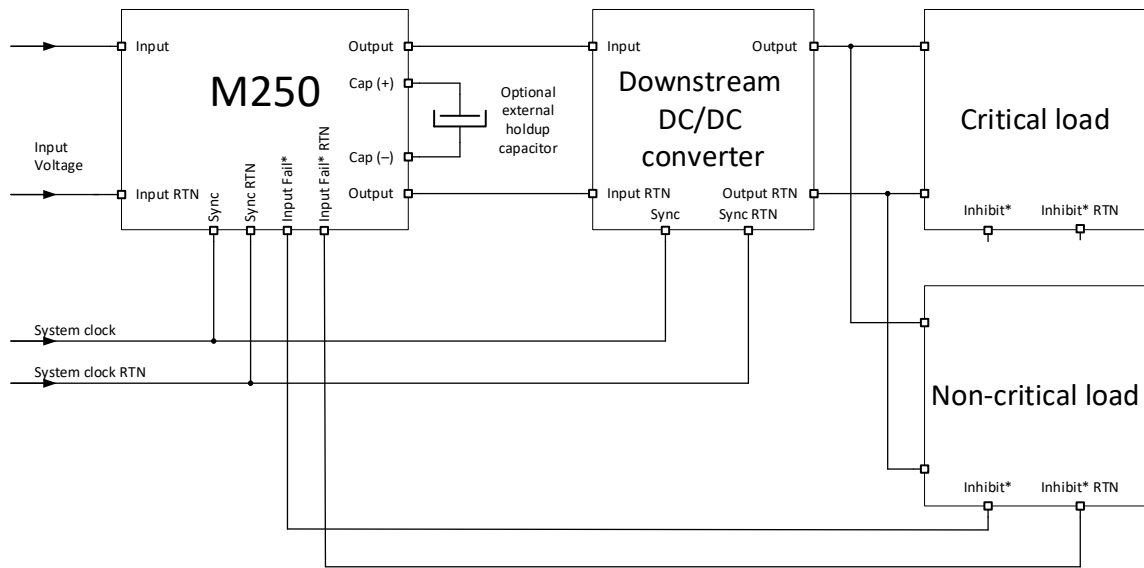 Input
Output
M250
Cap (+)
Cap (–)
Input RTN
Output
Sync
Sync RTN
Input Fail*
Input Fail* RTN
Input
Voltage
Optional
external
holdup
capacitor
Input
Output
Downstream
DC/DC
converter
Input RTN
Output RTN
Sync
Sync RTN
Critical load
Inhibit*
Inhibit* RTN
System clock
System clock RTN
Non-critical load
Inhibit*
Inhibit* RTN